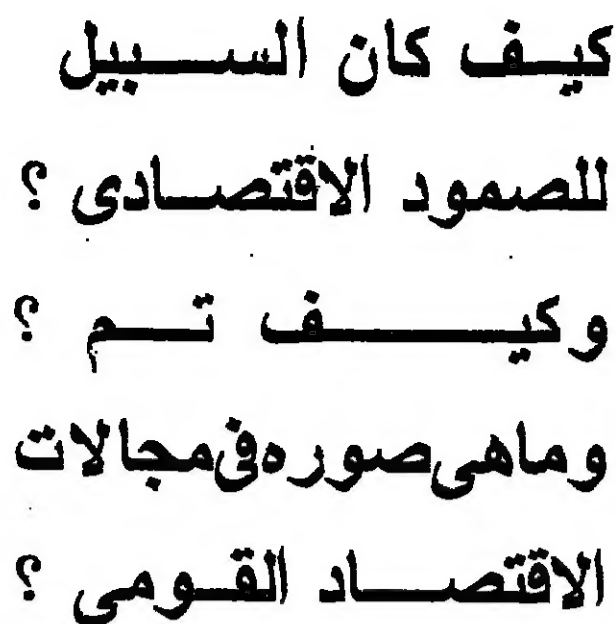 كيف كان السبيل
للصمود الاقتصادى ؟
وكيف تم ؟
وماهى صوره فى مجالات
الاقتصاد القومى ؟